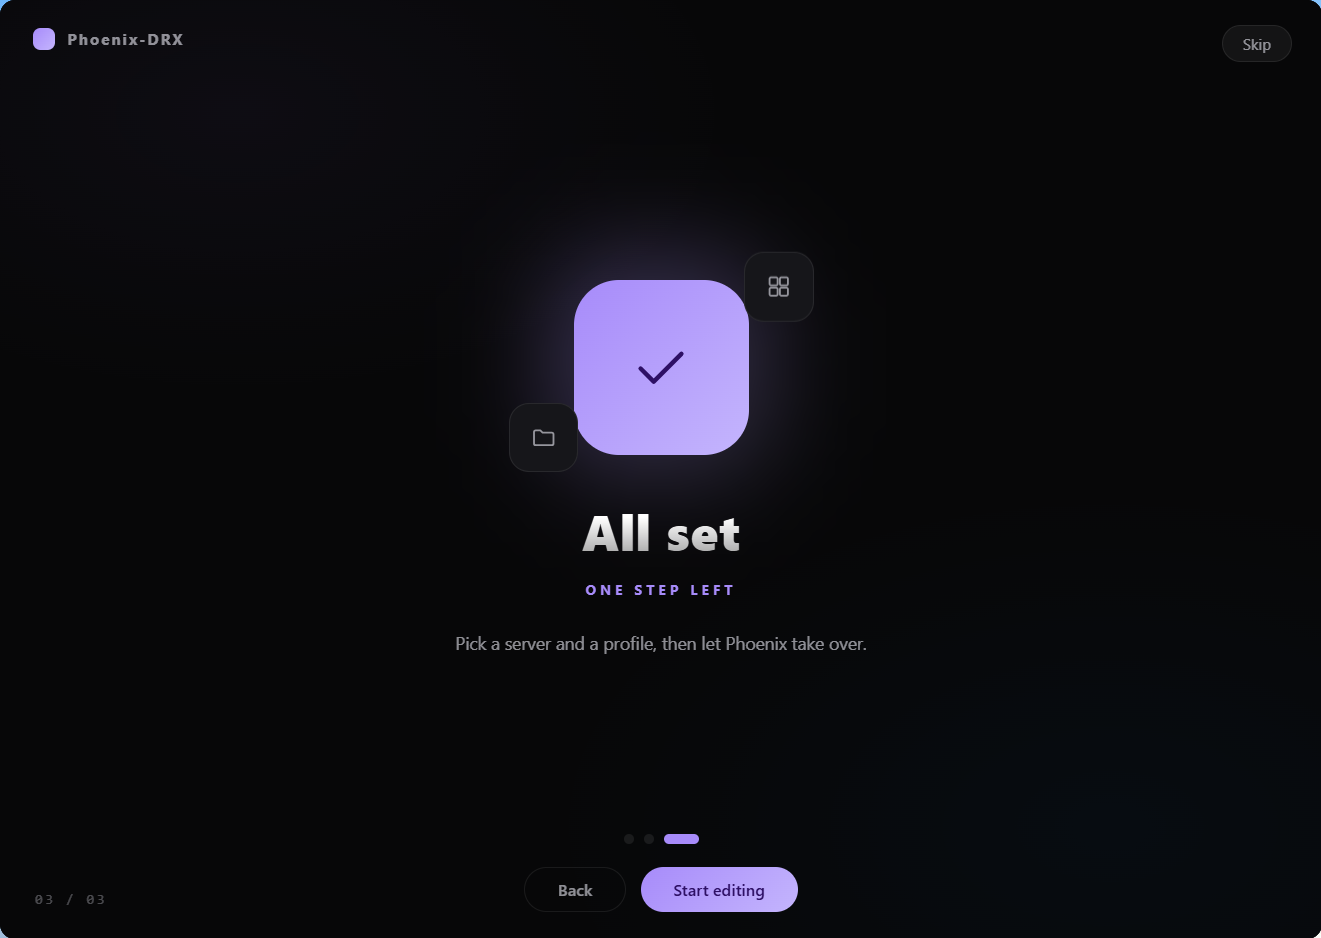 Phoenix-DRX
Skip
All set
ONE STEP LEFT
Pick a server and a profile, then let Phoenix take over.
Back
Start editing
03 / 03